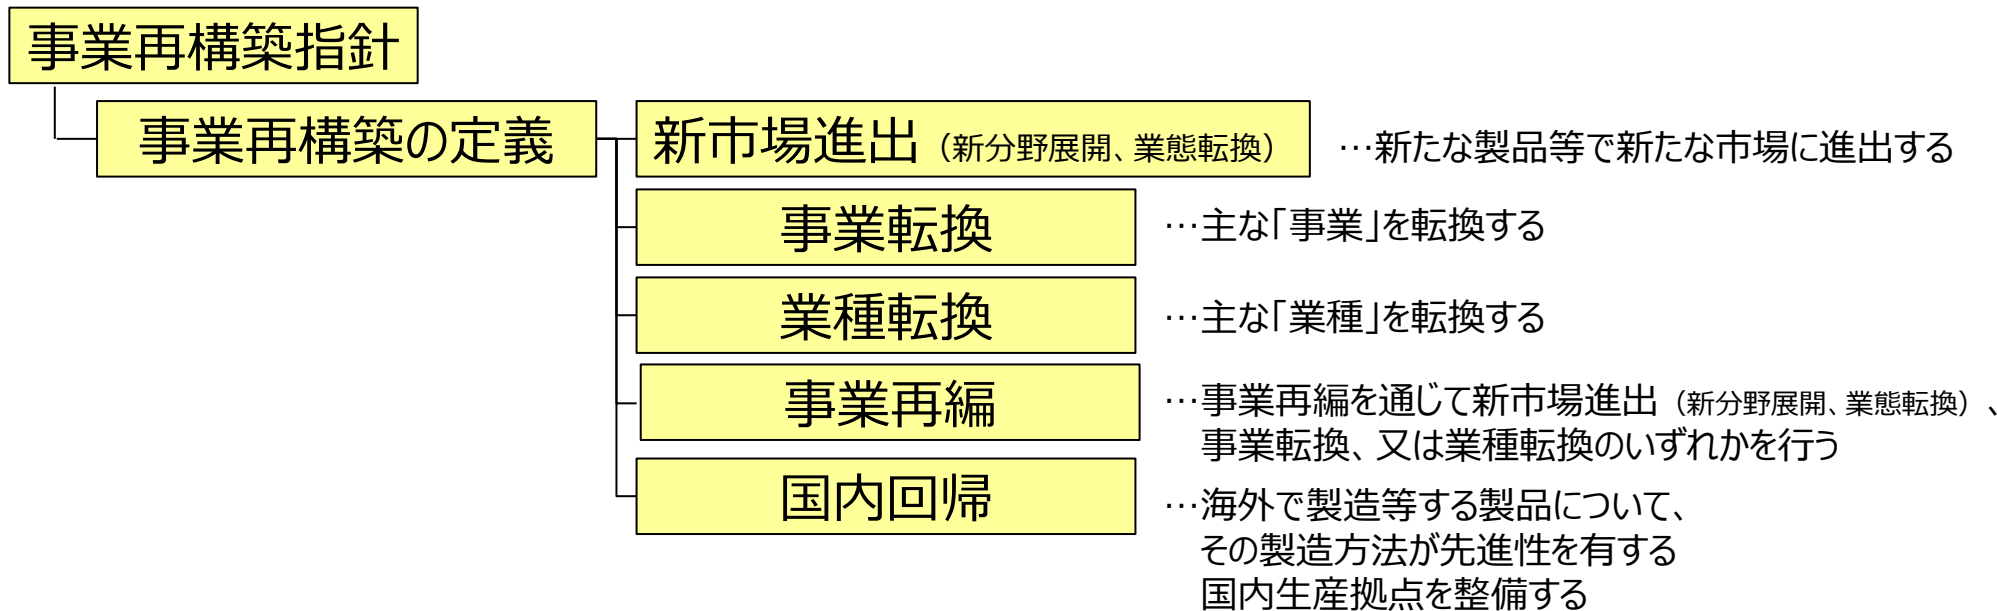 事業再構築指針
事業再構築の定義
新市場進出（新分野展開、業態転換）
…新たな製品等で新たな市場に進出する
事業転換
…主な「事業」を転換する
業種転換
…主な「業種」を転換する
事業再編
…事業再編を通じて新市場進出（新分野展開、業態転換）、
事業転換、又は業種転換のいずれかを行う
国内回帰
…海外で製造等する製品について、
その製造方法が先進性を有する
国内生産拠点を整備する